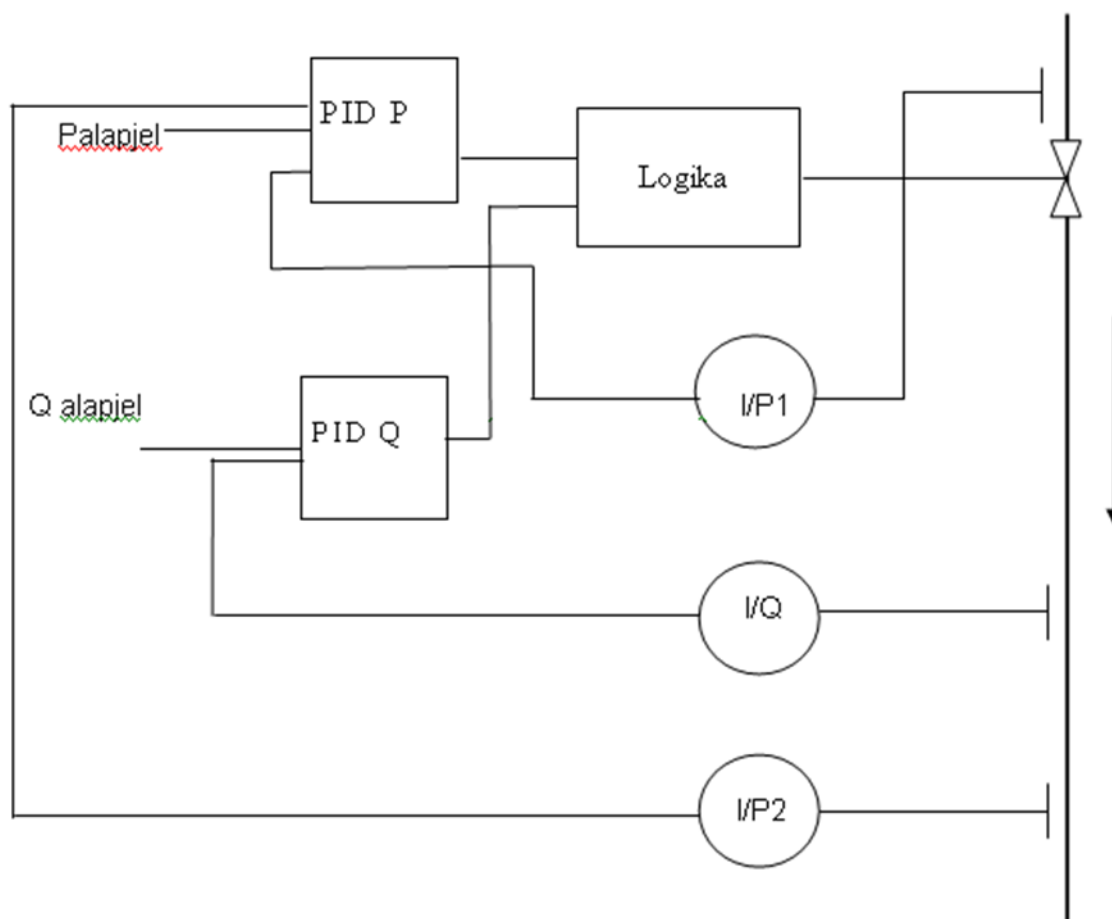 PID P
Palapjel
Logika
Q alapjel
PID Q
I/P1
I/Q
I/P2